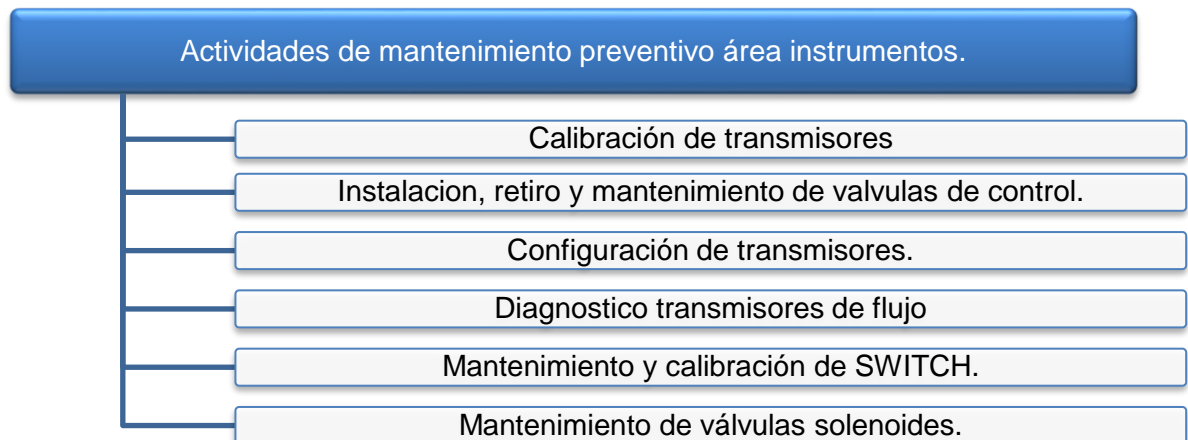 Actividades de mantenimiento preventivo área instrumentos.
Calibración de transmisores
Instalacion, retiro y mantenimiento de valvulas de control.
Configuración de transmisores.
Diagnostico transmisores de flujo
Mantenimiento y calibración de SWITCH.
Mantenimiento de válvulas solenoides.